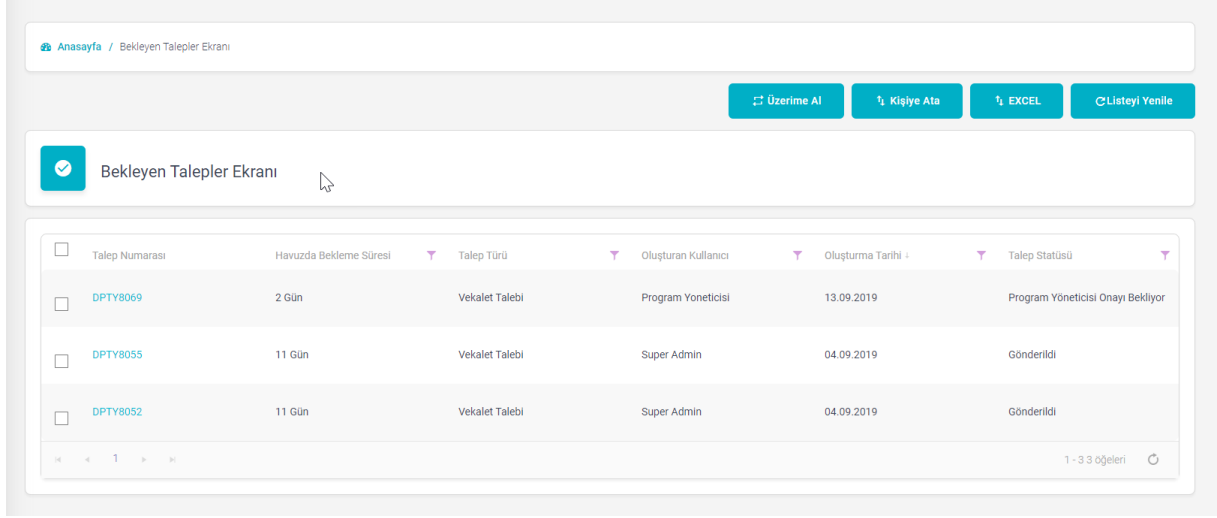 Anasayfa / Bekleyen Talepler Ekranı
Üzerime Al Kişiye Ata EXCEL Listeyi Yenile
Bekleyen Talepler Ekranı
Talep Numarası Havuzda Bekleme Süresi Talep Türü Oluşturan Kullanıcı Oluşturma Tarihi ↓ Talep Statüsü
DPTY8069 2 Gün Vekalet Talebi Program Yoneticisi 13.09.2019 Program Yöneticisi Onayı Bekliyor
DPTY8055 11 Gün Vekalet Talebi Super Admin 04.09.2019 Gönderildi
DPTY8052 11 Gün Vekalet Talebi Super Admin 04.09.2019 Gönderildi
1 1 - 3 3 öğeleri